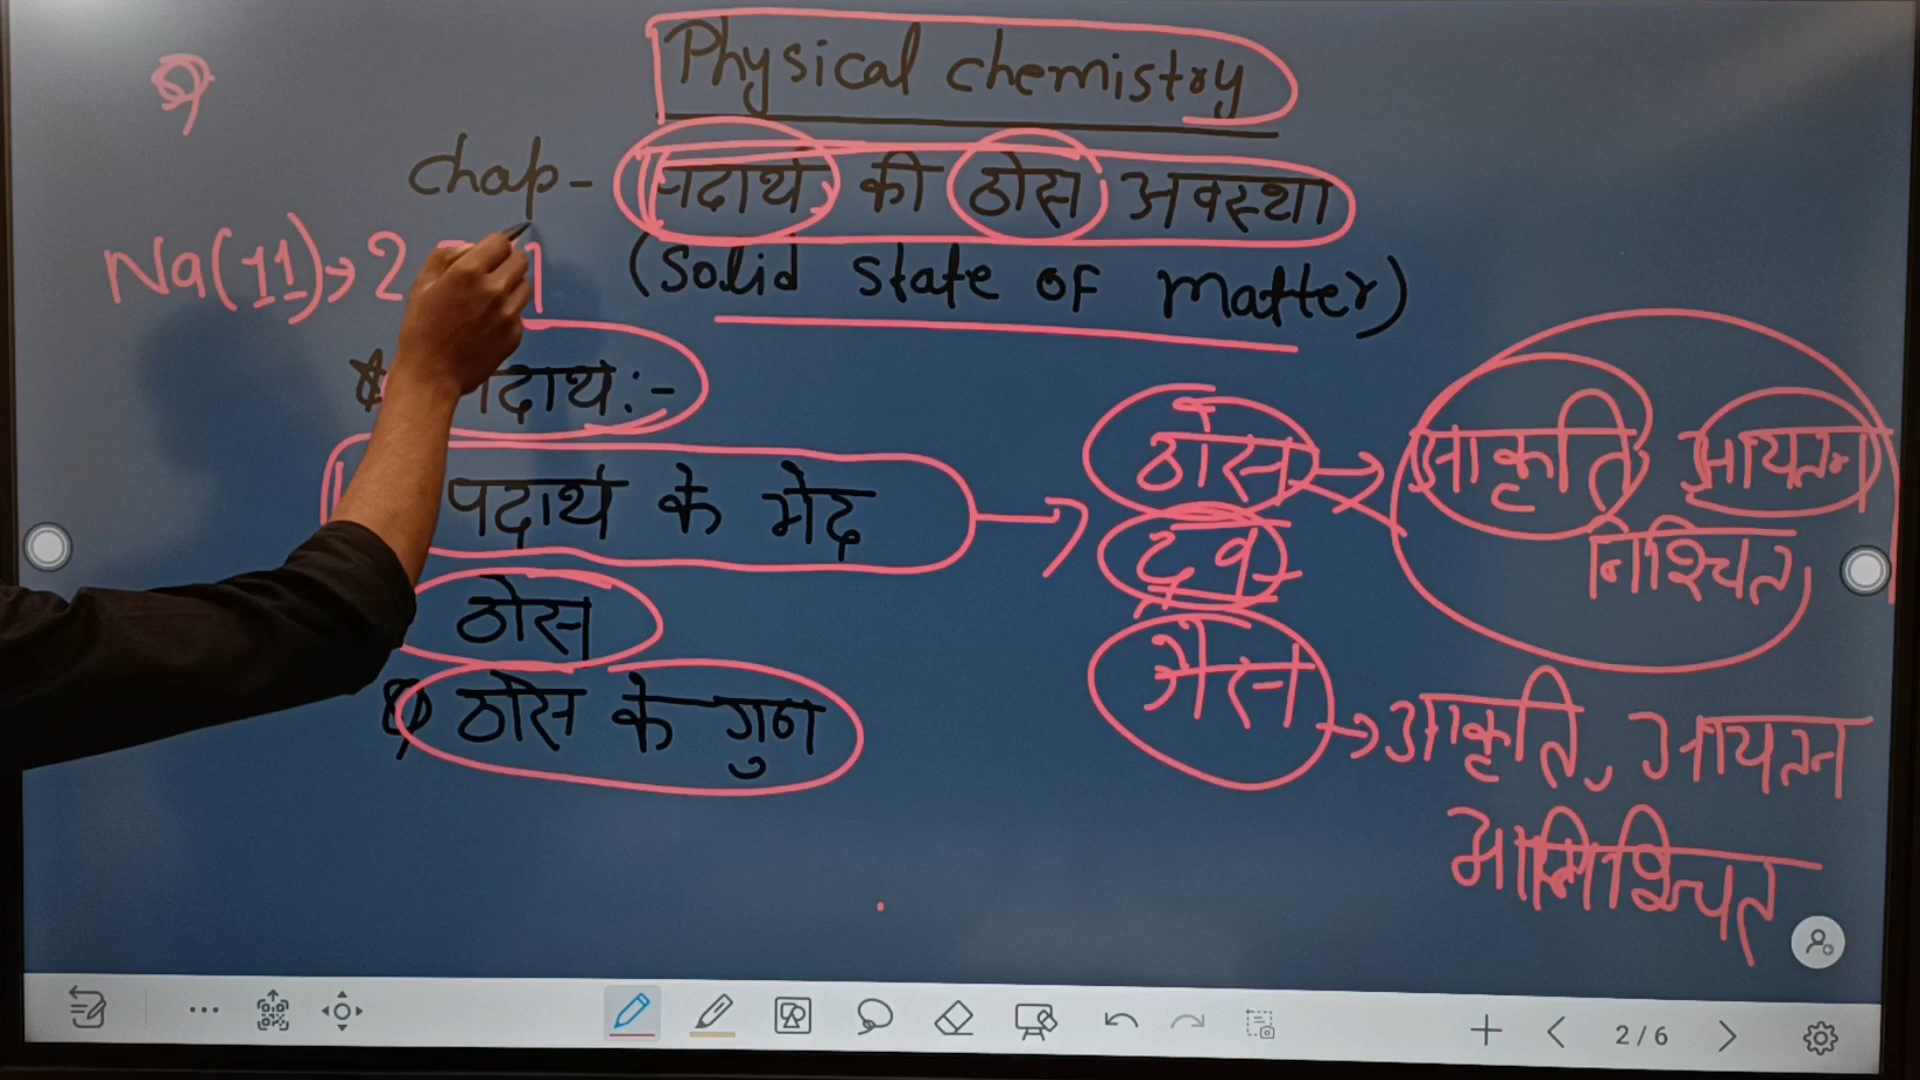 Physical chemistry
Chap- पदार्थ की ठोस अवस्था
Na(11)→ 2 1
(Solid state OF matter)
पदार्थ:-
पदार्थ के भेद → ठोस → आकृति आयतन
निश्चित
द्रव
ठोस
गैस → आकृति, आयतन
ठोस के गुण
2/6